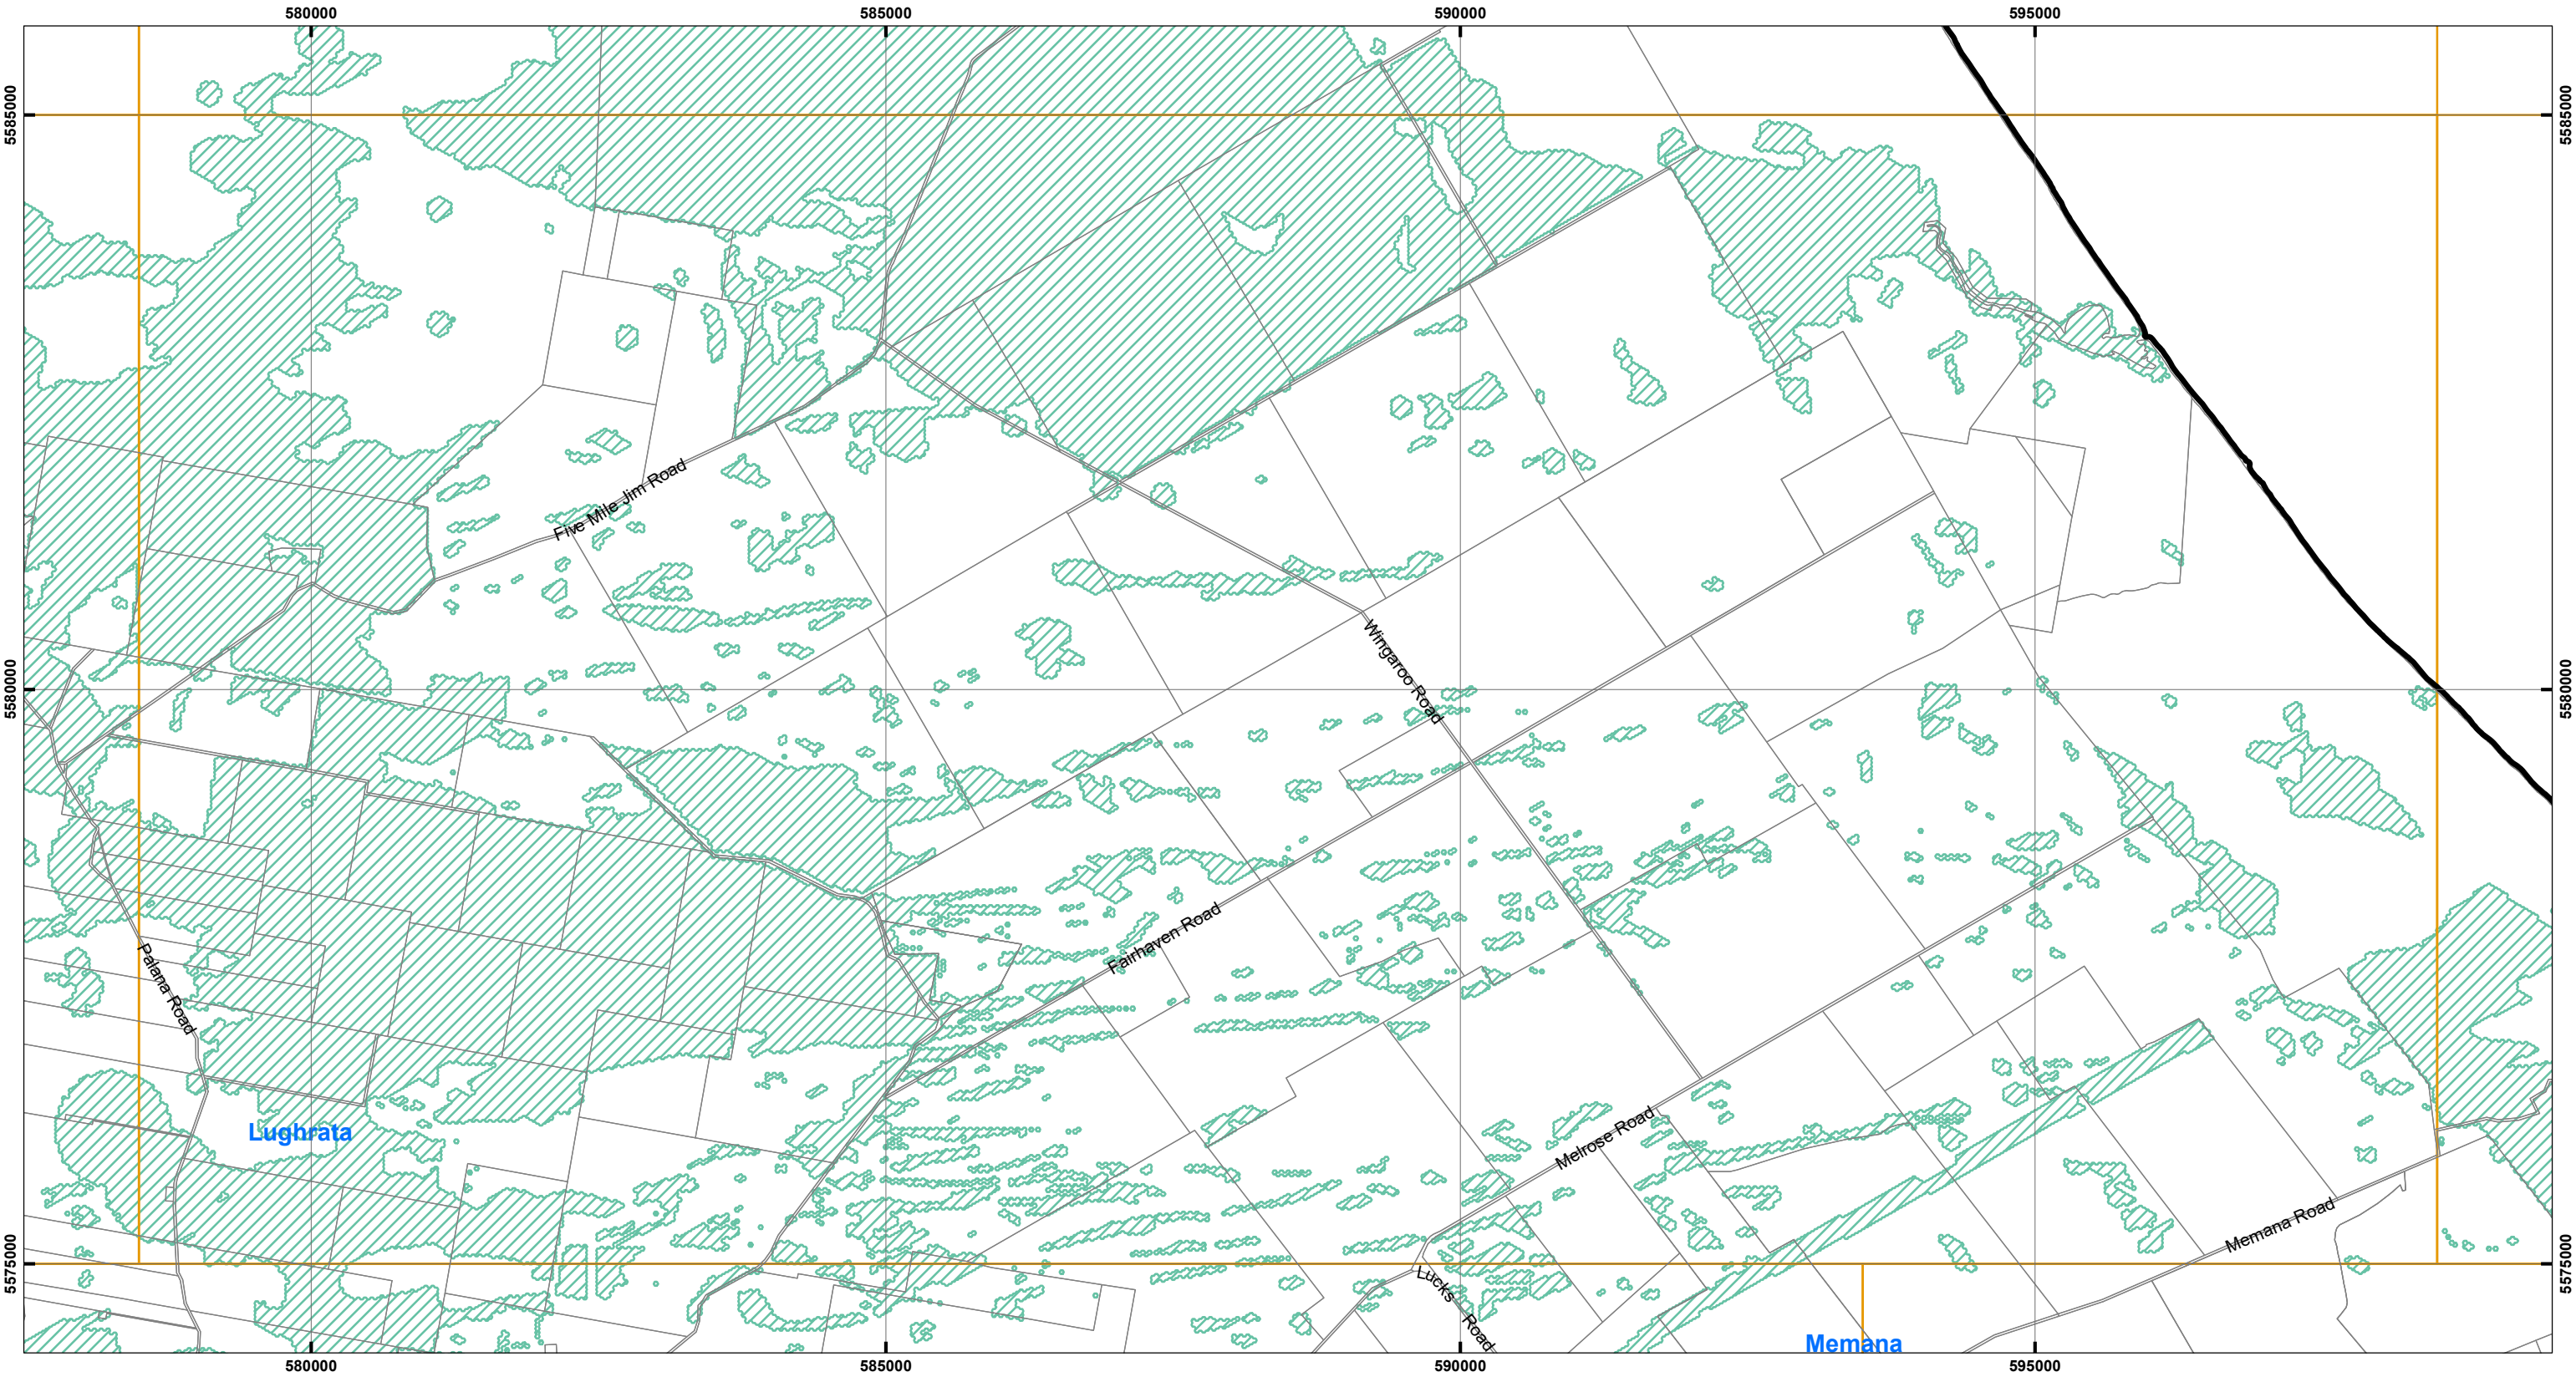 580000 585000 590000 595000
5585000 5585000
Five Mile Jim Road
Wingaroo Road
5580000 5580000
Fairhaven Road
Palana Road
Melrose Road
Lughrata
Memana Road
5575000 5575000
Lucks Road
Memana
580000 585000 590000 595000